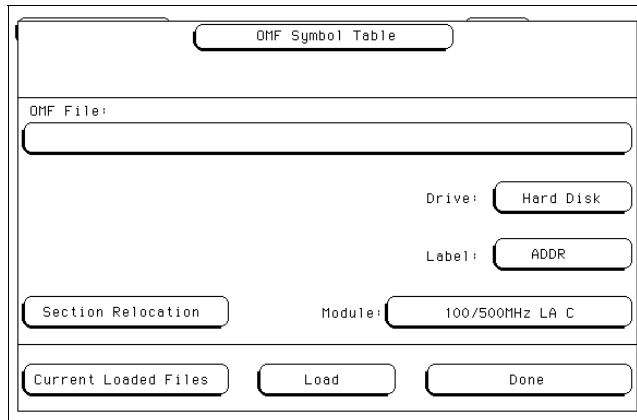 OMF Symbol Table
OMF File:
Drive: Hard Disk
Label: ADDR
Section Relocation Module: 100/500MHz LA C
Current Loaded Files Load Done